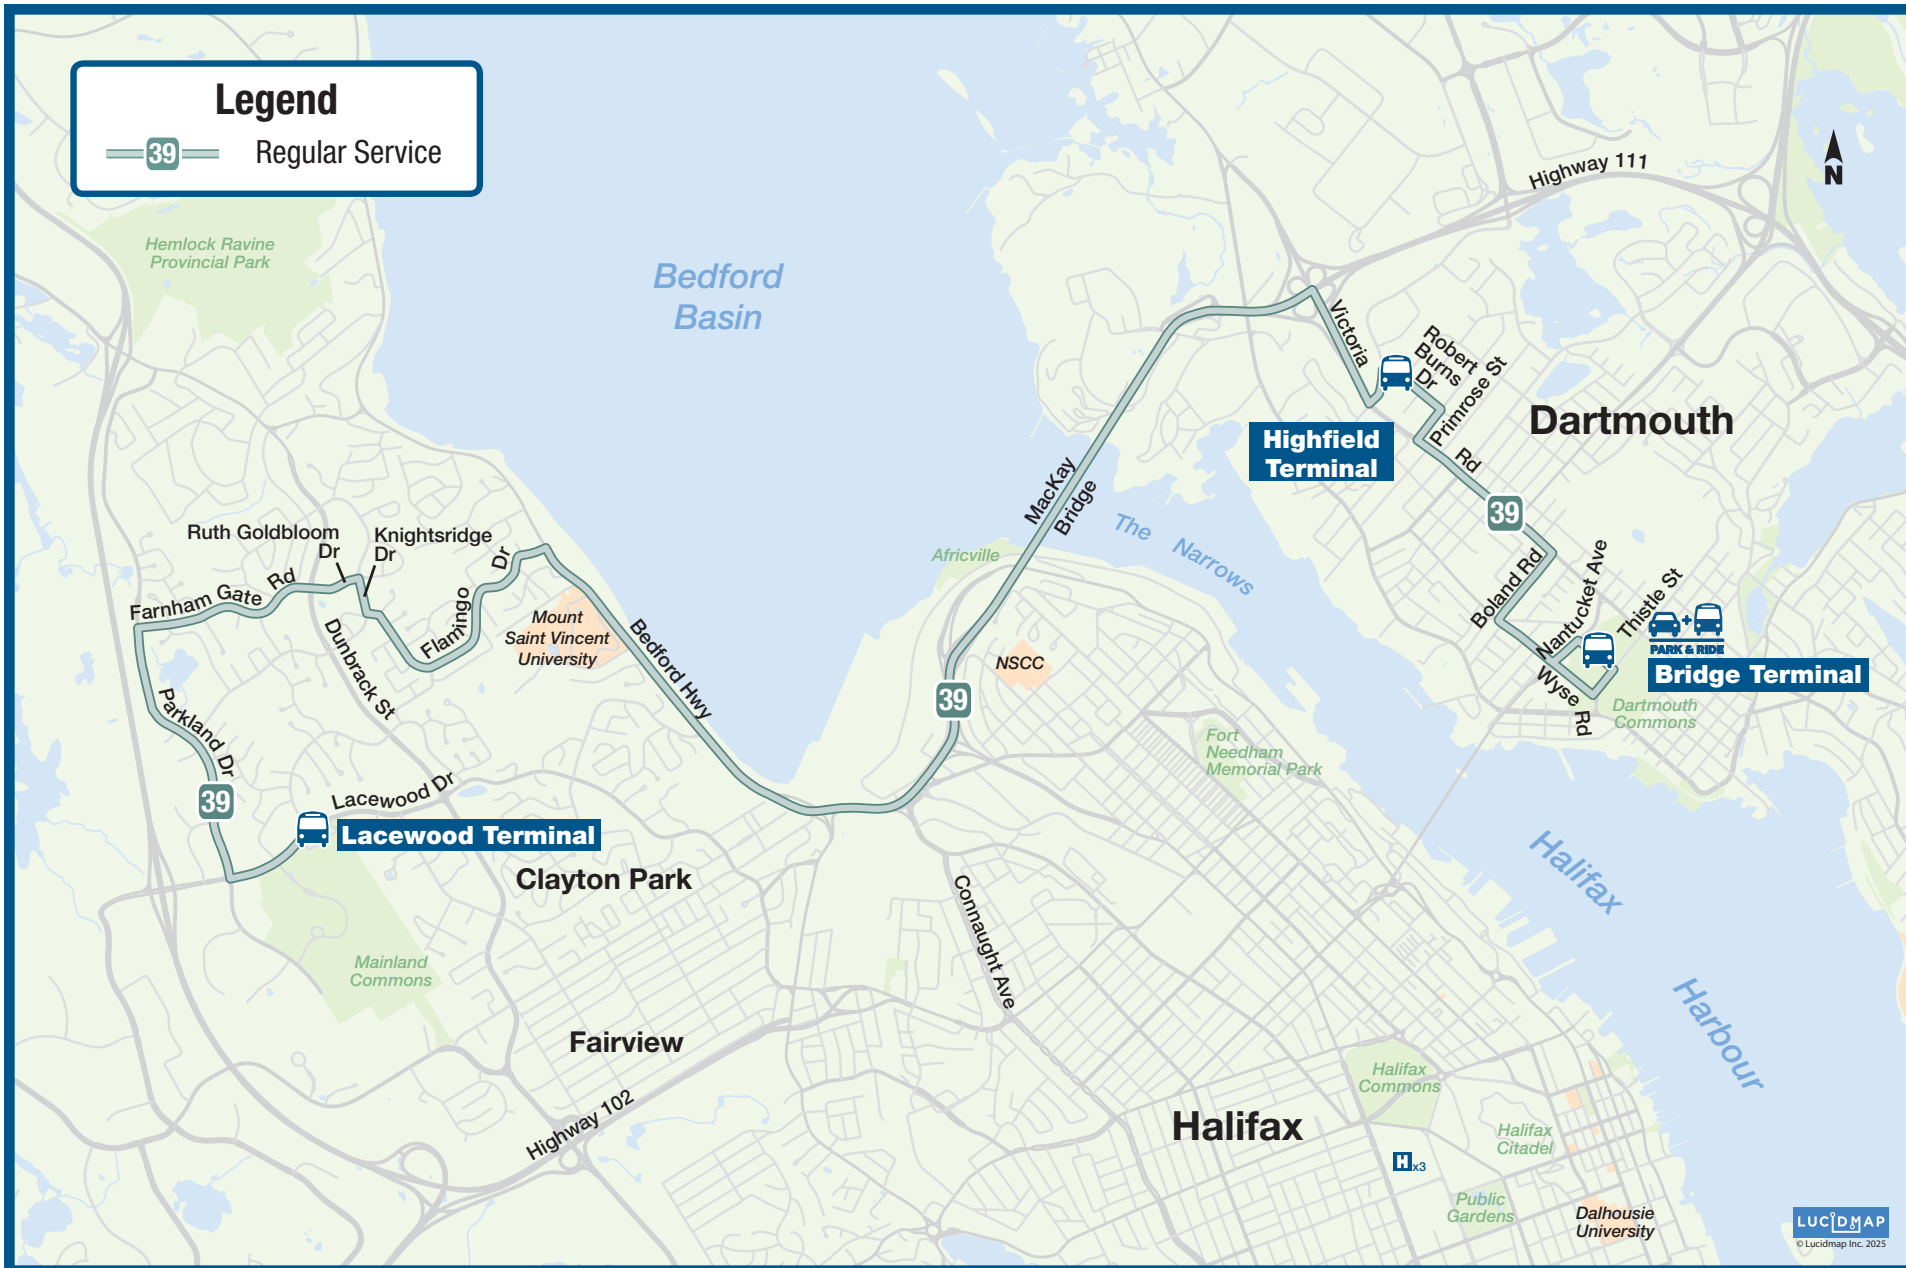 Legend
39
Regular Service
Hemlock Ravine
Provincial Park
Bedford
Basin
Highway 111
N
Victoria
Robert
Burns
Dr
Primrose St
Dartmouth
Highfield
Terminal
Rd
39
MacKay
Bridge
The Narrows
Africville
Boland Rd
Nantucket Ave
Thistle St
PARK & RIDE
Bridge Terminal
Wyse Rd
Dartmouth
Commons
Ruth Goldbloom
Dr
Knightsridge
Dr
Farnham Gate Rd
Flamingo Dr
Dunbrack St
Mount
Saint Vincent
University
Bedford Hwy
NSCC
39
Fort
Needham
Memorial Park
Parkland Dr
39
Lacewood Dr
Lacewood Terminal
Clayton Park
Connaught Ave
Halifax
Harbour
Mainland
Commons
Fairview
Highway 102
Halifax
Commons
Halifax
Halifax
Citadel
H x3
Public
Gardens
Dalhousie
University
LUCIDMAP
© Lucidmap Inc. 2025